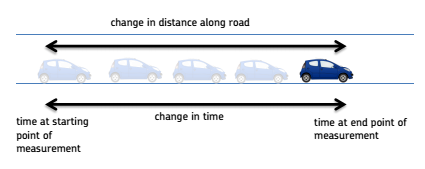 change in distance along road
change in time
time at starting
point of
measurement
time at end point of
measurement